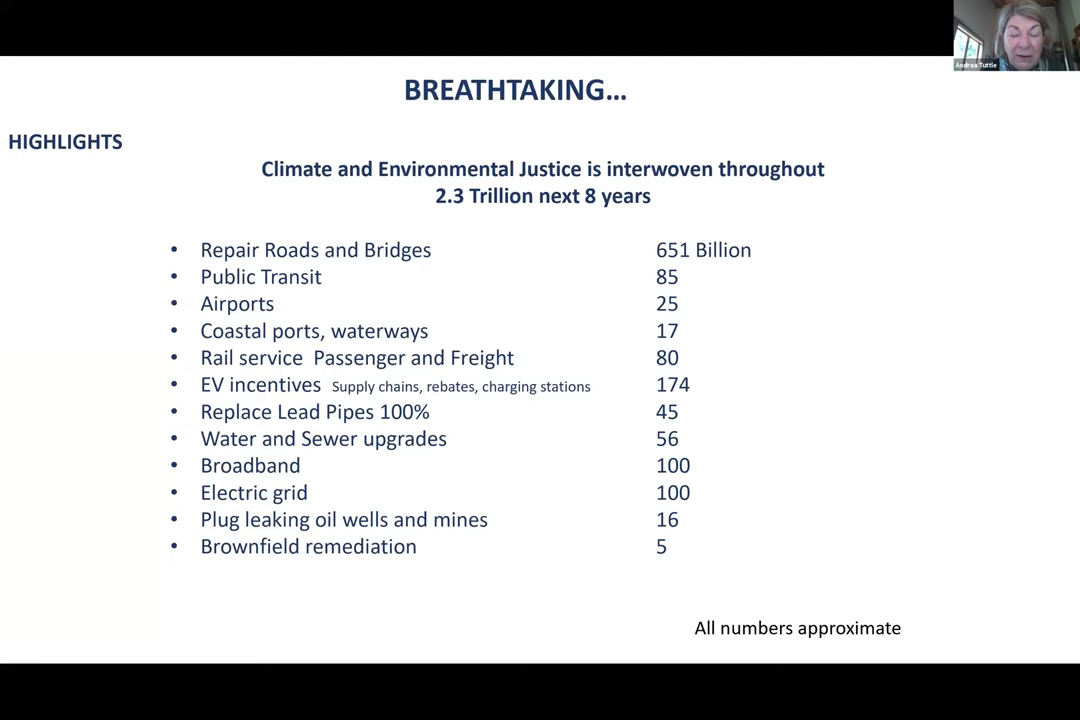 Andrea Tuttle
BREATHTAKING...
HIGHLIGHTS
Climate and Environmental Justice is interwoven throughout
2.3 Trillion next 8 years
• Repair Roads and Bridges 651 Billion
• Public Transit 85
• Airports 25
• Coastal ports, waterways 17
• Rail service Passenger and Freight 80
• EV incentives Supply chains, rebates, charging stations 174
• Replace Lead Pipes 100% 45
• Water and Sewer upgrades 56
• Broadband 100
• Electric grid 100
• Plug leaking oil wells and mines 16
• Brownfield remediation 5
All numbers approximate